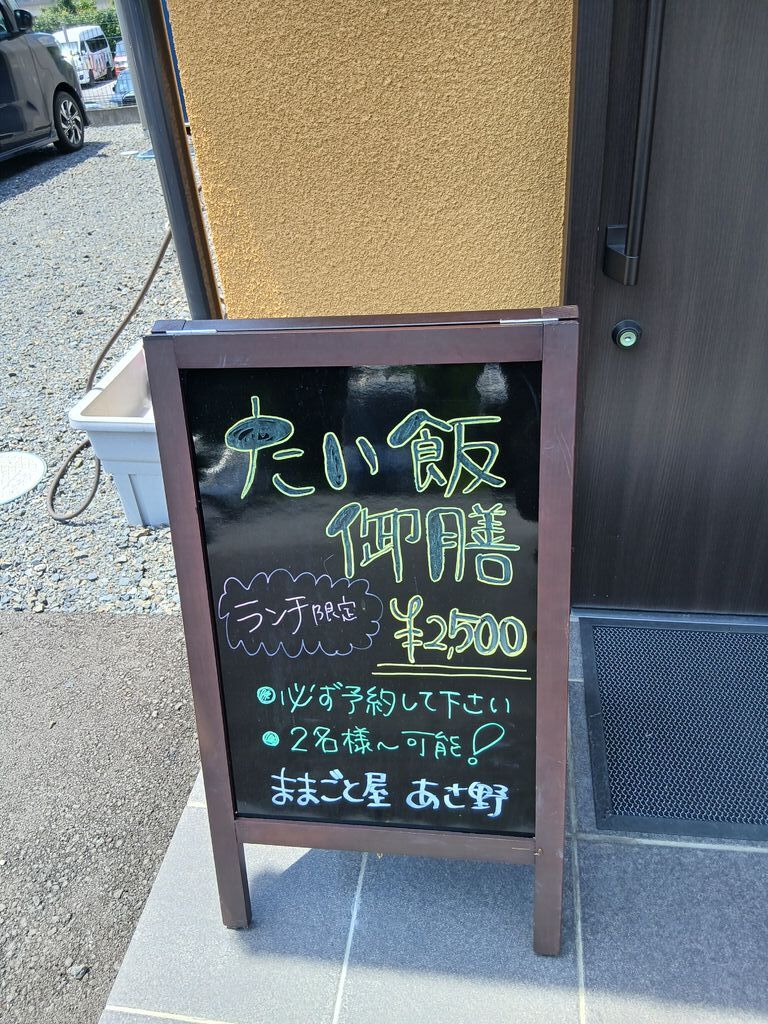 たい飯
御膳
ランチ限定
¥2,500
●必ず予約して下さい
●2名様～可能!
ままごと屋 あさ野